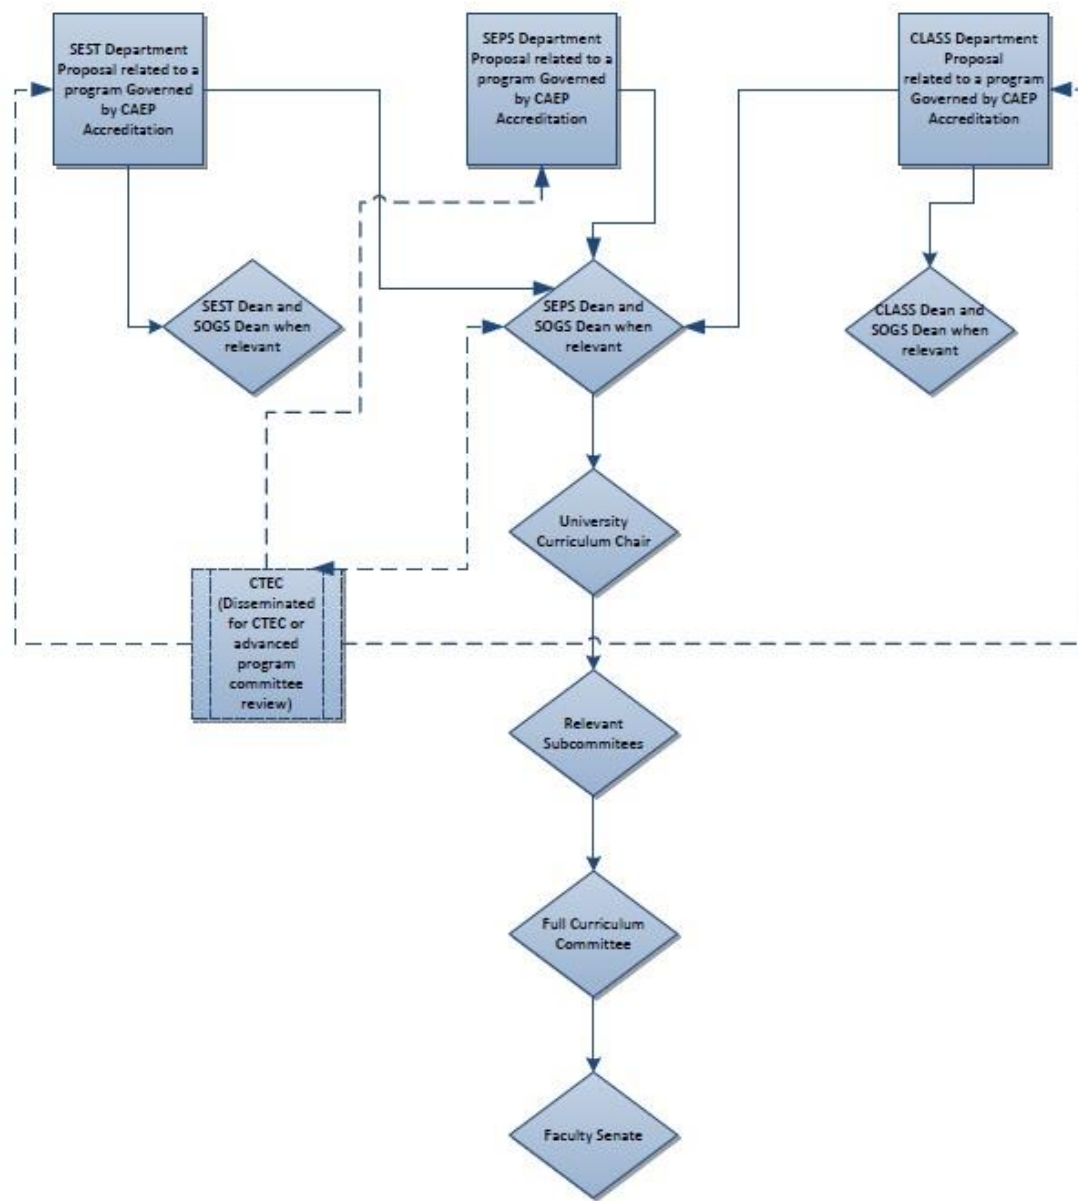 SEST Department
Proposal related to a
program Governed
by CAEP
Accreditation
SEPS Department
Proposal related to a
program Governed
by CAEP
Accreditation
CLASS Department
Proposal
related to a program
Governed by CAEP
Accreditation
SEST Dean and
SOGS Dean when
relevant
SEPS Dean and
SOGS Dean when
relevant
CLASS Dean and
SOGS Dean when
relevant
University
Curriculum Chair
CTEC
(Disseminated
for CTEC or
advanced
program
committee
review)
Relevant
Subcommitees
Full Curriculum
Committee
Faculty Senate